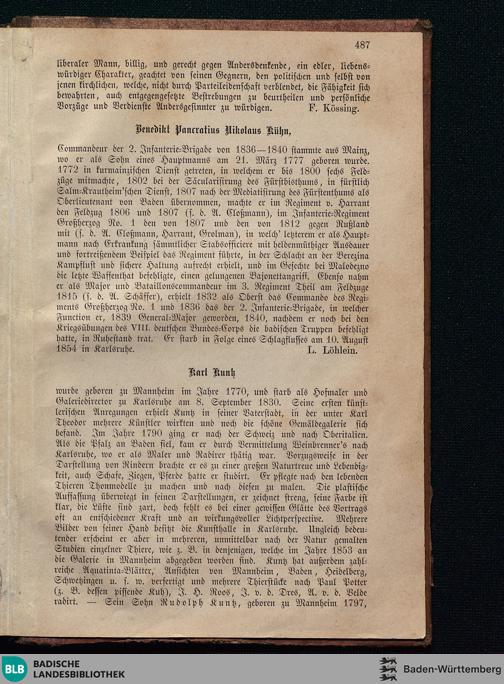 487
liberaler Mann, billig, und gerecht gegen Andersdenkende, ein edler, liebens-
würdiger Charakter, geachtet von seinen Gegnern, den politischen und selbst von
jenen kirchlichen, welche, nicht durch Parteileidenschaft verblendet, die Fähigkeit sich
bewahrten, auch entgegengesetzte Bestrebungen zu beurtheilen und persönliche
Vorzüge und Verdienste Andersgesinnter zu würdigen. F. Kössing.
Benedikt Pancratius Nikolaus Kühn,
Commandeur der 2. Infanterie-Brigade von 1836—1840 stammte aus Mainz,
wo er als Sohn eines Hauptmanns am 21. März 1777 geboren wurde.
1772 in kurmainzischen Dienst getreten, in welchem er bis 1800 sechs Feld-
züge mitmachte, 1802 bei der Säcularisirung des Fürstbisthums, in fürstlich
Salm-Krautheim'schen Dienst, 1807 nach der Mediatisirung des Fürstenthums als
Oberlieutenant von Baden übernommen, machte er im Regiment v. Harrant
den Feldzug 1806 und 1807 (s. d. A. Cloßmann), im Infanterie-Regiment
Großherzog No. 1 den von 1807 und den von 1812 gegen Rußland
mit (s. d. A. Cloßmann, Harrant, Grolman), in welch' letzterem er als Haupt-
mann nach Erkrankung sämmtlicher Stabsofficiere mit heldenmüthiger Ausdauer
und fortreißendem Beispiel das Regiment führte, in der Schlacht an der Berezina
Kampflust und sichere Haltung aufrecht erhielt, und im Gefechte bei Malodezno
die letzte Waffenthat befehligte, einen gelungenen Bajonettangriff. Ebenso nahm
er als Major und Bataillonscommandeur im 3. Regiment Theil am Feldzuge
1815 (s. d. A. Schäffer), erhielt 1832 als Oberst das Commando des Regi-
ments Großherzog No. 1 und 1836 das der 2. Infanterie-Brigade, in welcher
Function er, 1839 General-Major geworden, 1840, nachdem er noch bei den
Kriegsübungen des VIII. deutschen Bundes-Corps die badischen Truppen befehligt
hatte, in Ruhestand trat. Er starb in Folge eines Schlagflusses am 10. August
1854 in Karlsruhe. L. Löhlein.
Karl Kuntz
wurde geboren zu Mannheim im Jahre 1770, und starb als Hofmaler und
Galeriedirector zu Karlsruhe am 8. September 1830. Seine ersten künst-
lerischen Anregungen erhielt Kuntz in seiner Vaterstadt, in der unter Karl
Theodor mehrere Künstler wirkten und noch die schöne Gemäldegalerie sich
befand. Im Jahre 1790 ging er nach der Schweiz und nach Oberitalien.
Als die Pfalz an Baden fiel, kam er durch Vermittelung Weinbrenner's nach
Karlsruhe, wo er als Maler und Radirer thätig war. Vorzugsweise in der
Darstellung von Rindern brachte er es zu einer großen Naturtreue und Lebendig-
keit, auch Schafe, Ziegen, Pferde hatte er studirt. Er pflegte nach den lebenden
Thieren Thonmodelle zu machen und nach diesen zu malen. Die plastische
Auffassung überwiegt in seinen Darstellungen, er zeichnet streng, seine Farbe ist
klar, die Lüfte sind zart, doch fehlt es bei einer gewissen Glätte des Vortrags
oft an entschiedener Kraft und an wirkungsvoller Lichtperspective. Mehrere
Bilder von seiner Hand besitzt die Kunsthalle in Karlsruhe. Ungleich bedeu-
tender erscheint er aber in mehreren, unmittelbar nach der Natur gemalten
Studien einzelner Thiere, wie z. B. in denjenigen, welche im Jahre 1853 an
die Galerie in Mannheim abgegeben worden sind. Kuntz hat außerdem zahl-
reiche Aquatinta-Blätter, Ansichten von Mannheim, Baden, Heidelberg,
Schwetzingen u. s. w. verfertigt und mehrere Thierstücke nach Paul Potter
(z. B. dessen pissende Kuh), J. H. Roos, J. v. d. Does, A. v. d. Velde
radirt. — Sein Sohn Rudolph Kuntz, geboren zu Mannheim 1797,
BLB BADISCHE
LANDESBIBLIOTHEK
Baden-Württemberg